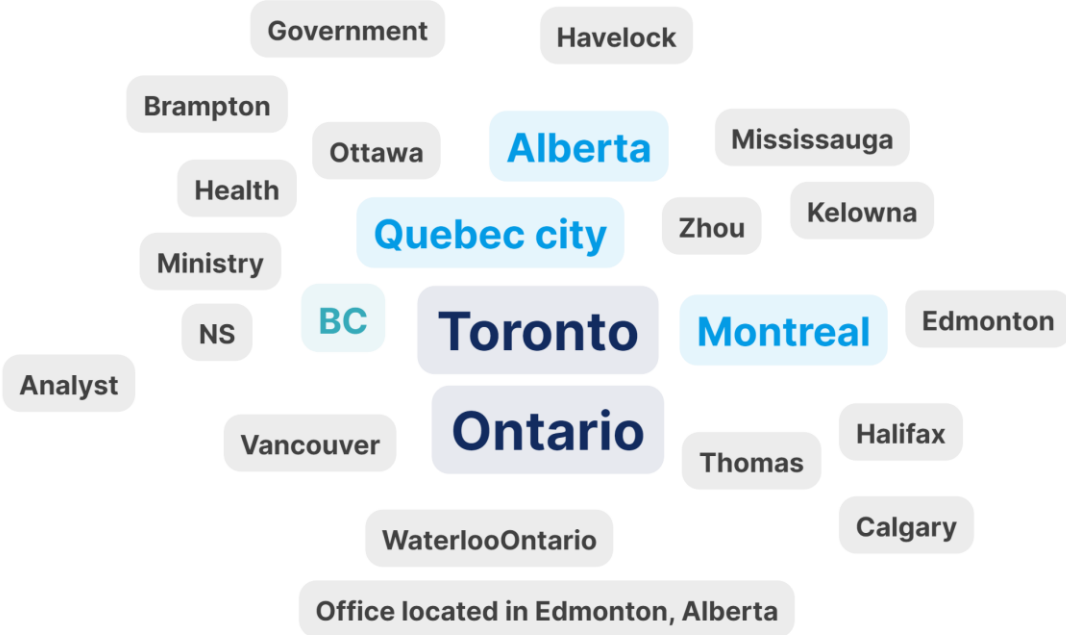 Government
Havelock
Brampton
Ottawa
Alberta
Mississauga
Health
Quebec city
Zhou
Kelowna
Ministry
NS
BC
Toronto
Montreal
Edmonton
Analyst
Vancouver
Ontario
Thomas
Halifax
WaterlooOntario
Calgary
Office located in Edmonton, Alberta